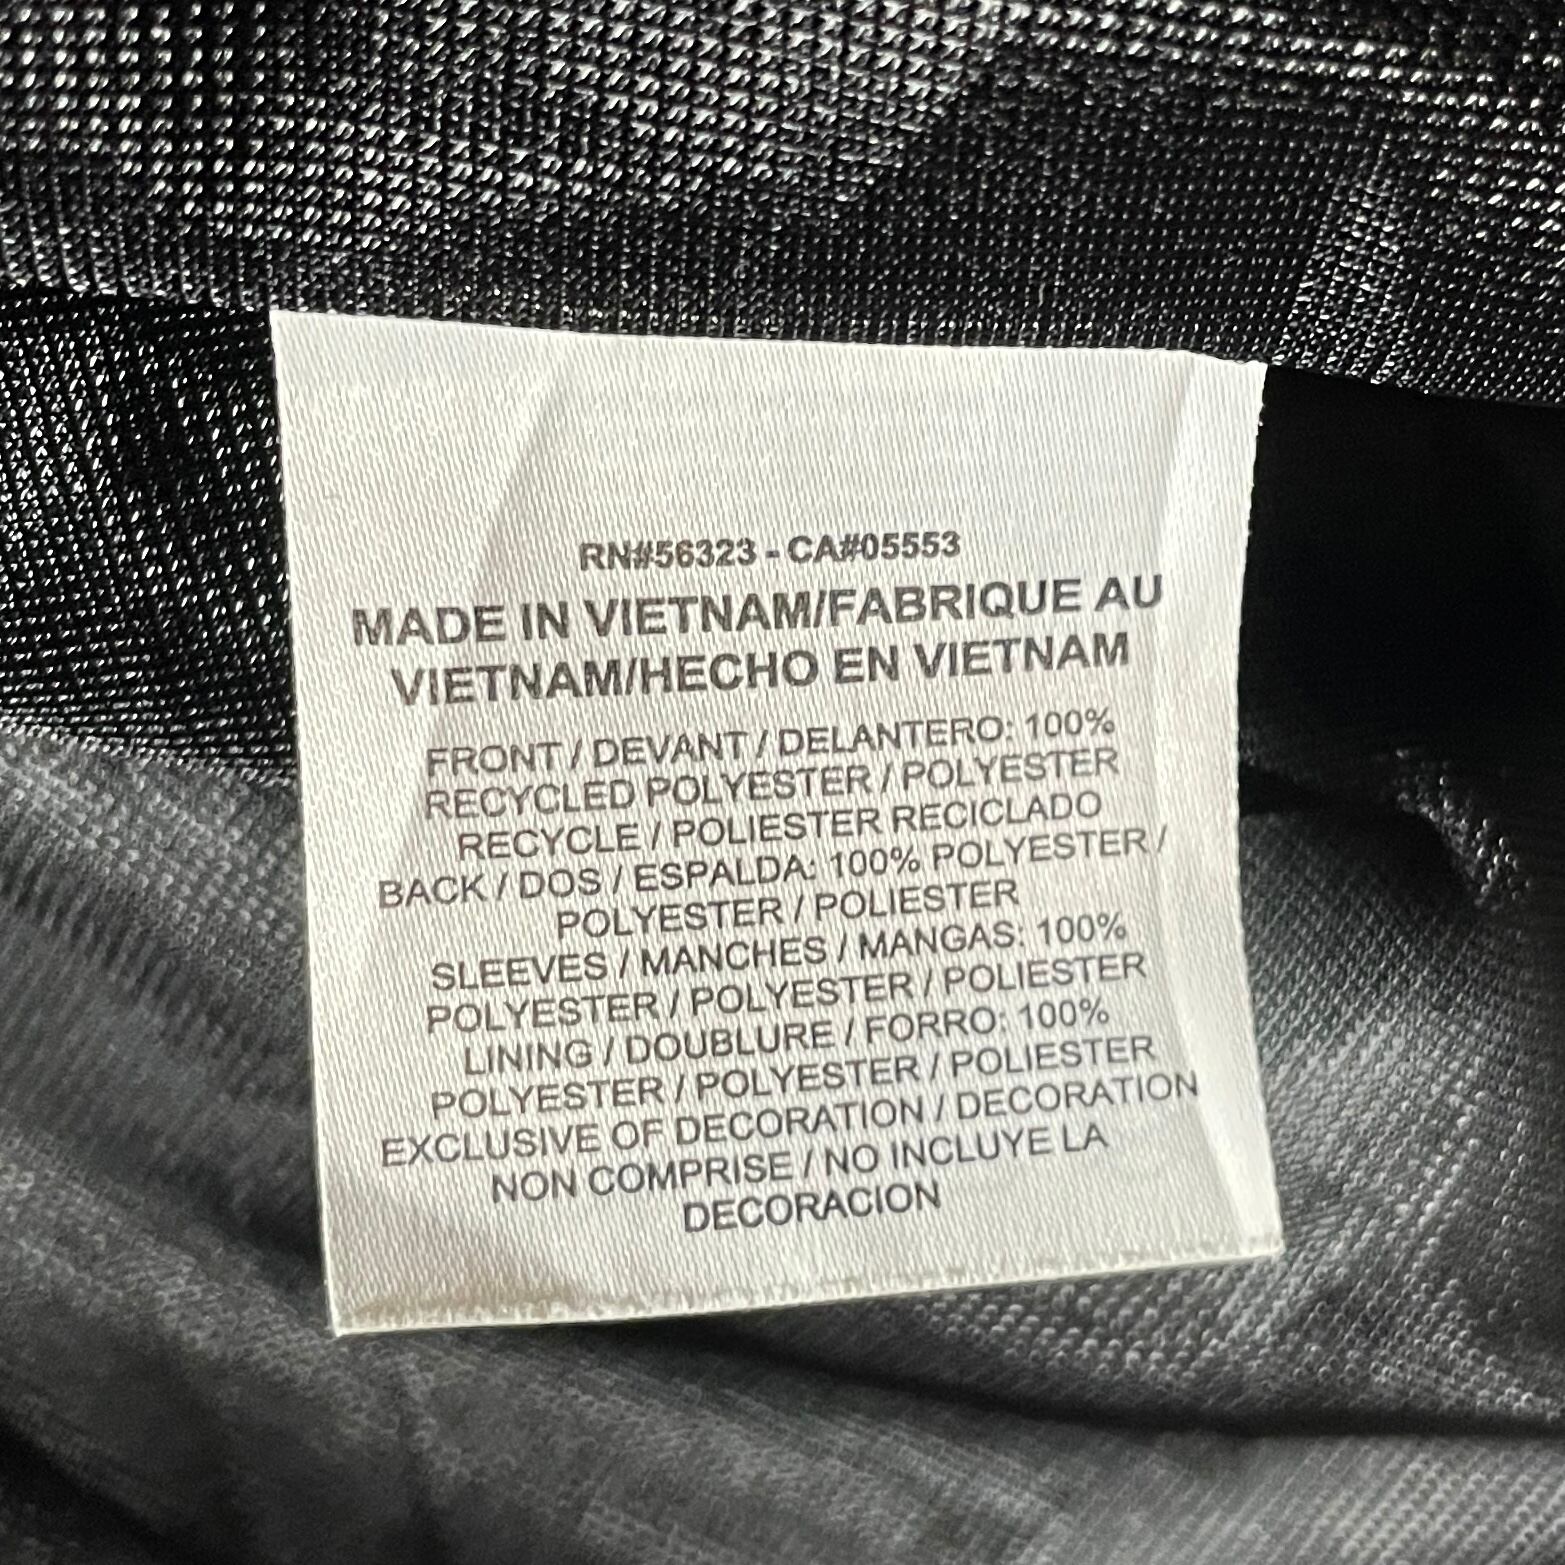 RN#56323 - CA#05553
MADE IN VIETNAM/FABRIQUE AU
VIETNAM/HECHO EN VIETNAM
FRONT / DEVANT / DELANTERO: 100%
RECYCLED POLYESTER / POLYESTER
RECYCLE / POLIESTER RECICLADO
BACK / DOS / ESPALDA: 100% POLYESTER /
POLYESTER / POLIESTER
SLEEVES / MANCHES / MANGAS: 100%
POLYESTER / POLYESTER / POLIESTER
LINING / DOUBLURE / FORRO: 100%
POLYESTER / POLYESTER / POLIESTER
EXCLUSIVE OF DECORATION / DECORATION
NON COMPRISE / NO INCLUYE LA
DECORACION